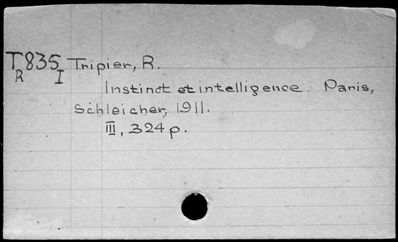 T835 Tripier, R.
R I
Instinct et intelligence. Paris,
Schleicher, 1911.
III, 324 p.